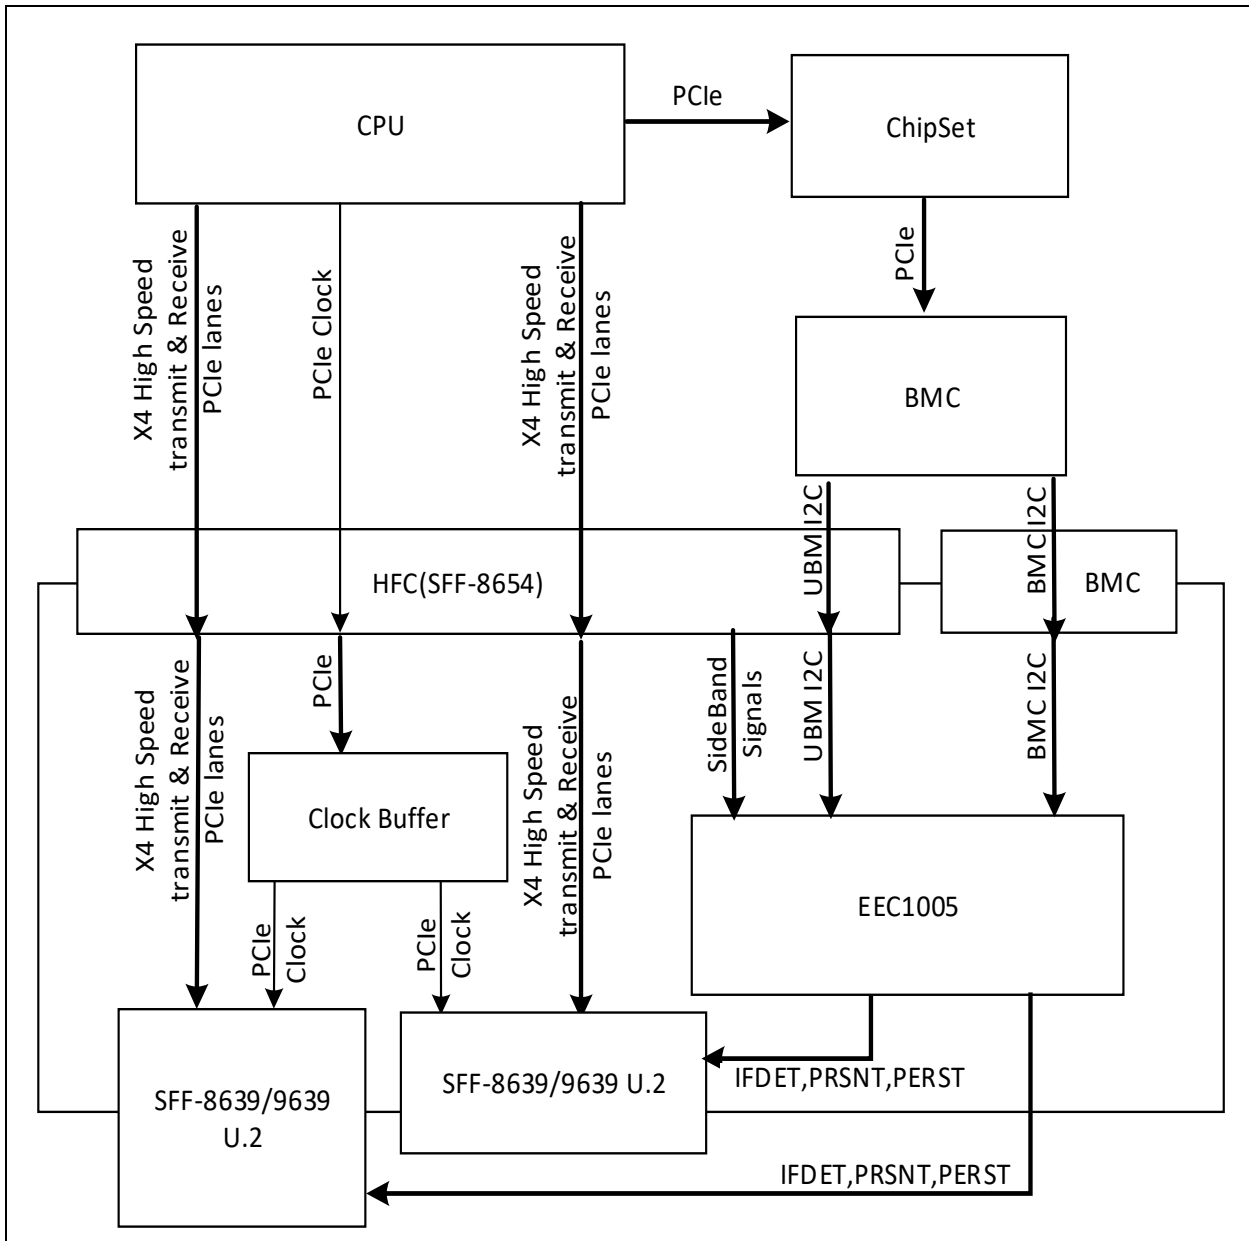 CPU
PCIe
ChipSet
PCIe
BMC
X4 High Speed
transmit & Receive
PCIe lanes
PCIe Clock
X4 High Speed
transmit & Receive
PCIe lanes
UBM I2C
BMC I2C
HFC(SFF-8654)
BMC
X4 High Speed
transmit & Receive
PCIe lanes
PCIe
X4 High Speed
transmit & Receive
PCIe lanes
SideBand
Signals
UBM I2C
BMC I2C
Clock Buffer
EEC1005
PCIe
Clock
PCIe
Clock
SFF-8639/9639
U.2
SFF-8639/9639 U.2
IFDET,PRSNT,PERST
IFDET,PRSNT,PERST